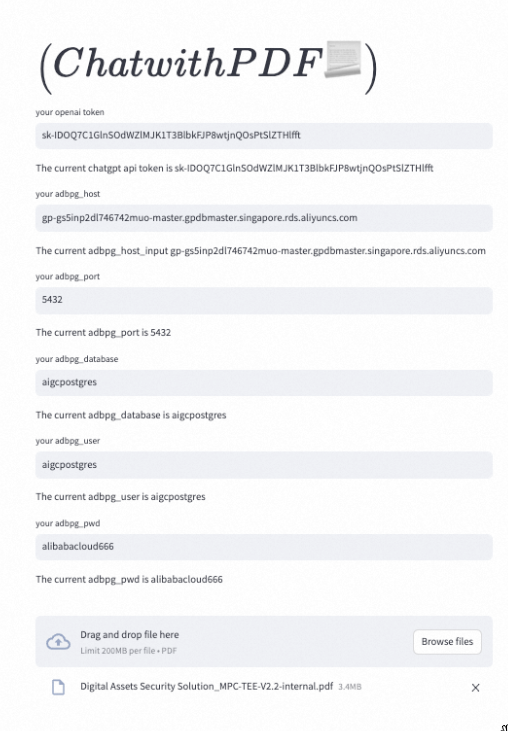 (ChatwithPDF)
your openai token
The current chatgpt api token is
your adbpg_host
gp-gs5inp2dl746742muo-master.gpdbmaster.singapore.rds.aliyuncs.com
The current adbpg_host_input gp-gs5inp2dl746742muo-master.gpdbmaster.singapore.rds.aliyuncs.com
your adbpg_port
5432
The current adbpg_port is 5432
your adbpg_database
aigcpostgres
The current adbpg_database is aigcpostgres
your adbpg_user
aigcpostgres
The current adbpg_user is aigcpostgres
your adbpg_pwd
alibabacloud666
The current adbpg_pwd is alibabacloud666
Drag and drop file here
Limit 200MB per file • PDF
Browse files
Digital Assets Security Solution_MPC-TEE-V2.2-internal.pdf 3.4MB